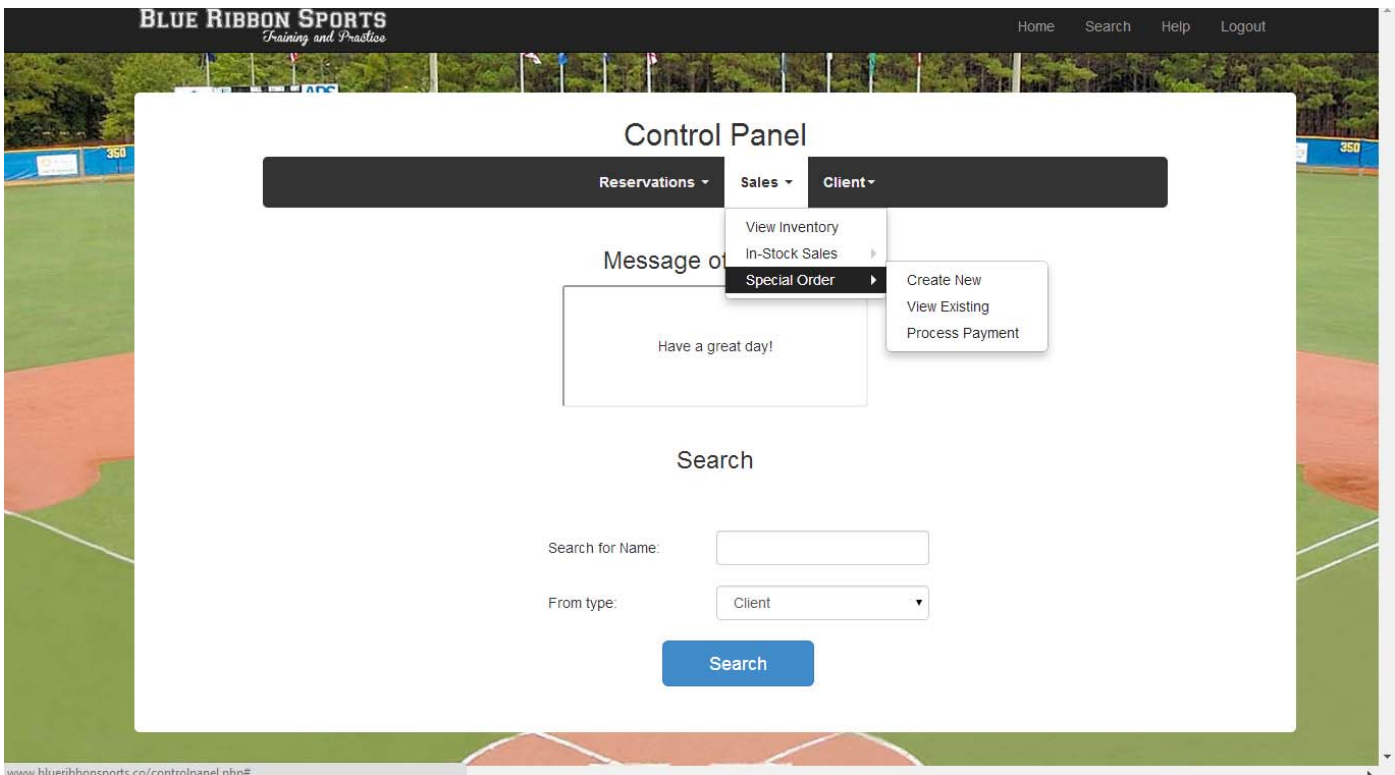 BLUE RIBBON SPORTS
Training and Practice
Home Search Help Logout
350
350
Control Panel
Reservations Sales Client
View Inventory
In-Stock Sales
Special Order
Create New
View Existing
Process Payment
Message of
Have a great day!
Search
Search for Name:
From type: Client
Search
www.blueribbonsports.co/controlpanel.php#